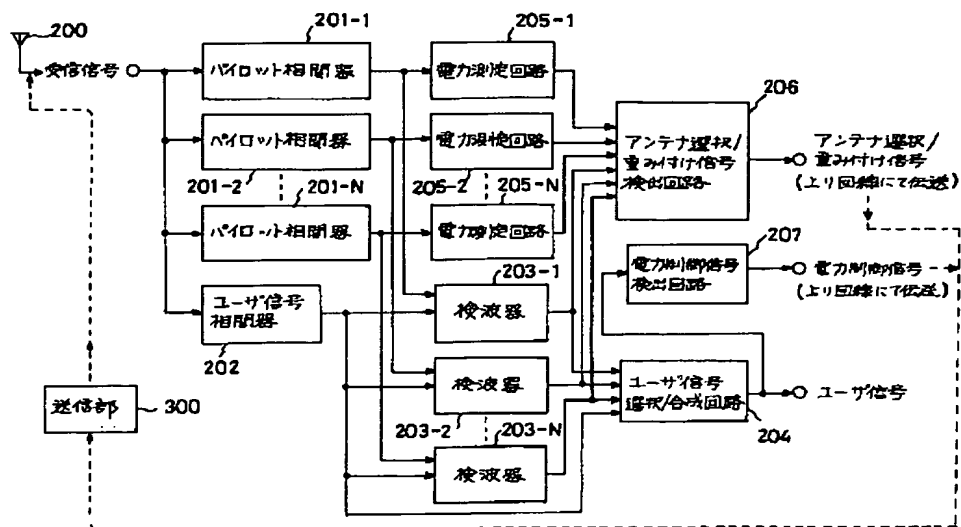 200
受信信号
201-1
パイロット相関器
パイロット相関器
201-2
201-N
パイロット相関器
ユーザ信号
相関器
202
205-1
電力測定回路
電力測定回路
205-2
205-N
電力測定回路
203-1
検波器
検波器
203-2
203-N
検波器
206
アンテナ選択/
重み付け信号
検出回路
アンテナ選択/
重み付け信号
(上り回線にて伝送)
207
電力制御信号
検出回路
電力制御信号
(上り回線にて伝送)
ユーザ信号
選択/合成回路
204
ユーザ信号
送信部
300